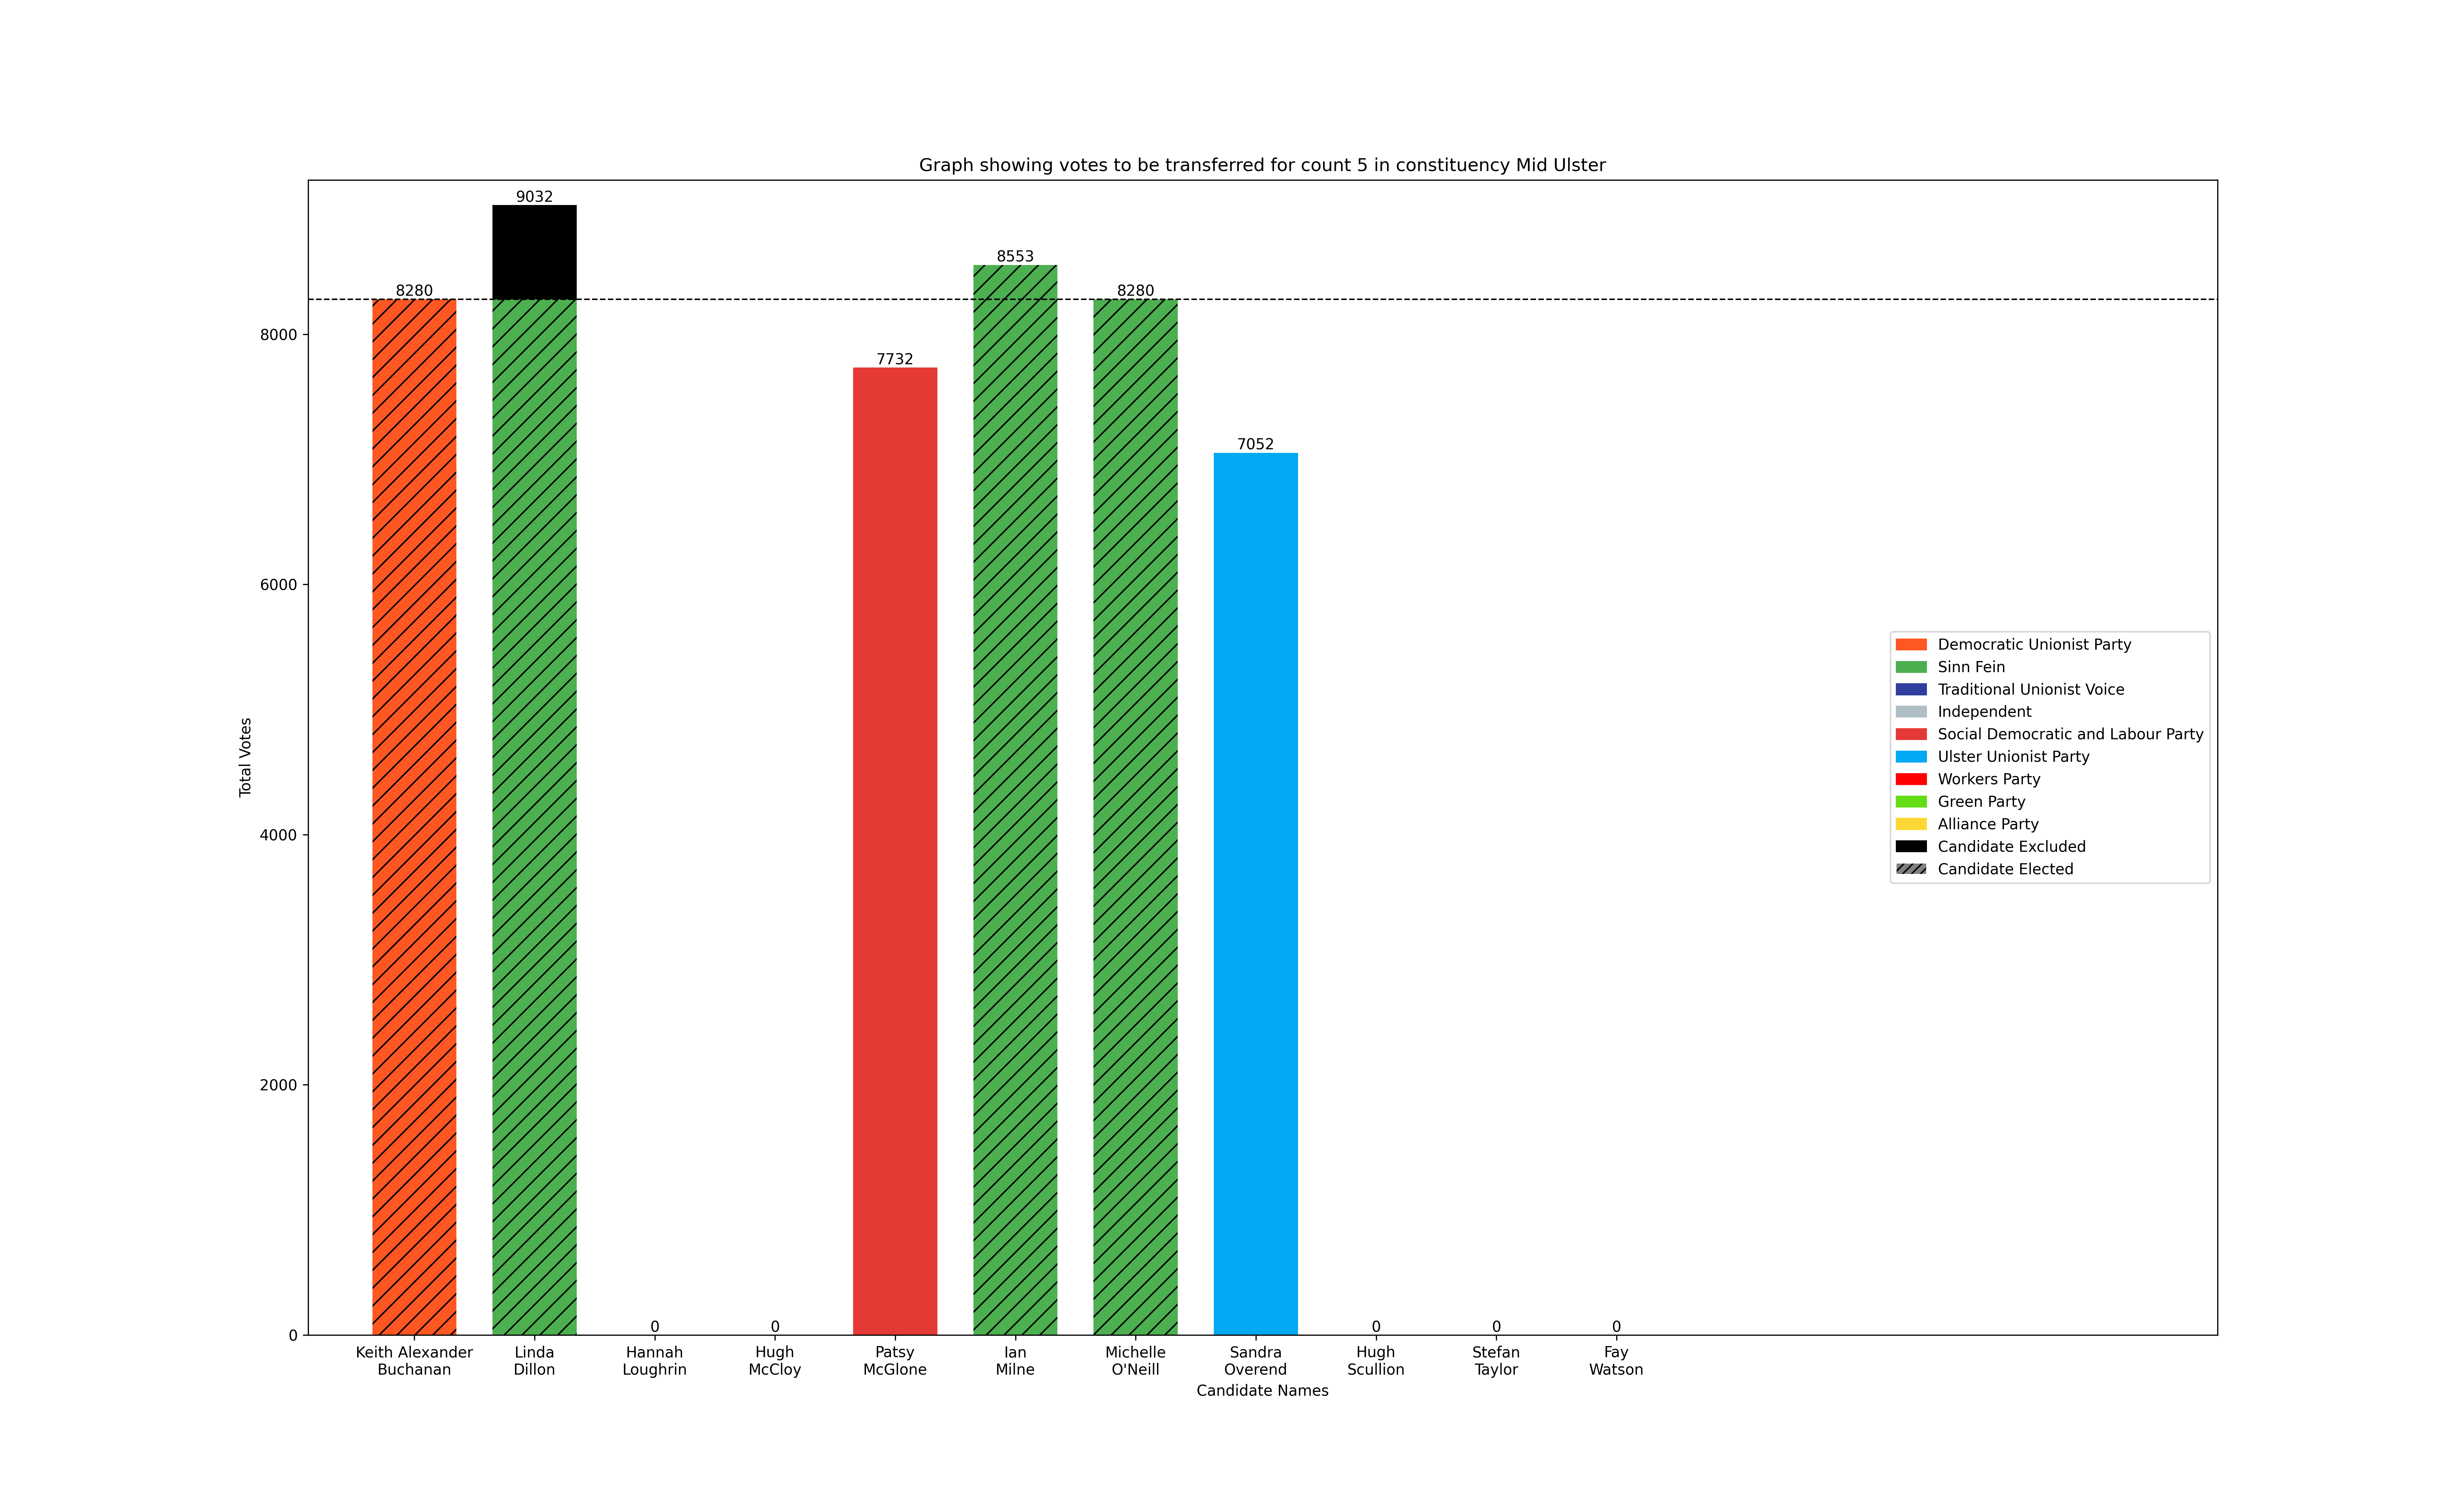 Graph showing votes to be transferred for count 5 in constituency Mid Ulster
9032
8553
8280
8280
7732
7052
0
0
0
0
0
8000
6000
4000
2000
0
Total Votes
Democratic Unionist Party
Sinn Fein
Traditional Unionist Voice
Independent
Social Democratic and Labour Party
Ulster Unionist Party
Workers Party
Green Party
Alliance Party
Candidate Excluded
Candidate Elected
Keith Alexander
Buchanan
Linda
Dillon
Hannah
Loughrin
Hugh
McCloy
Patsy
McGlone
Ian
Milne
Michelle
O'Neill
Sandra
Overend
Hugh
Scullion
Stefan
Taylor
Fay
Watson
Candidate Names